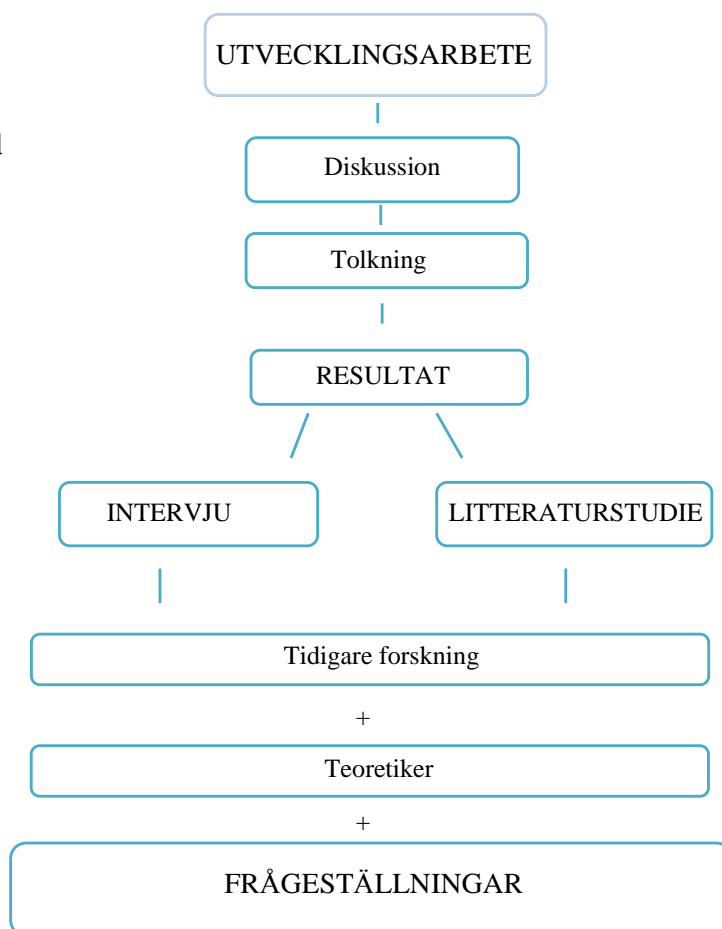 UTVECKLINGSARBETE
Diskussion
Tolkning
RESULTAT
INTERVJU
LITTERATURSTUDIE
Tidigare forskning
+
Teoretiker
+
FRÅGESTÄLLNINGAR